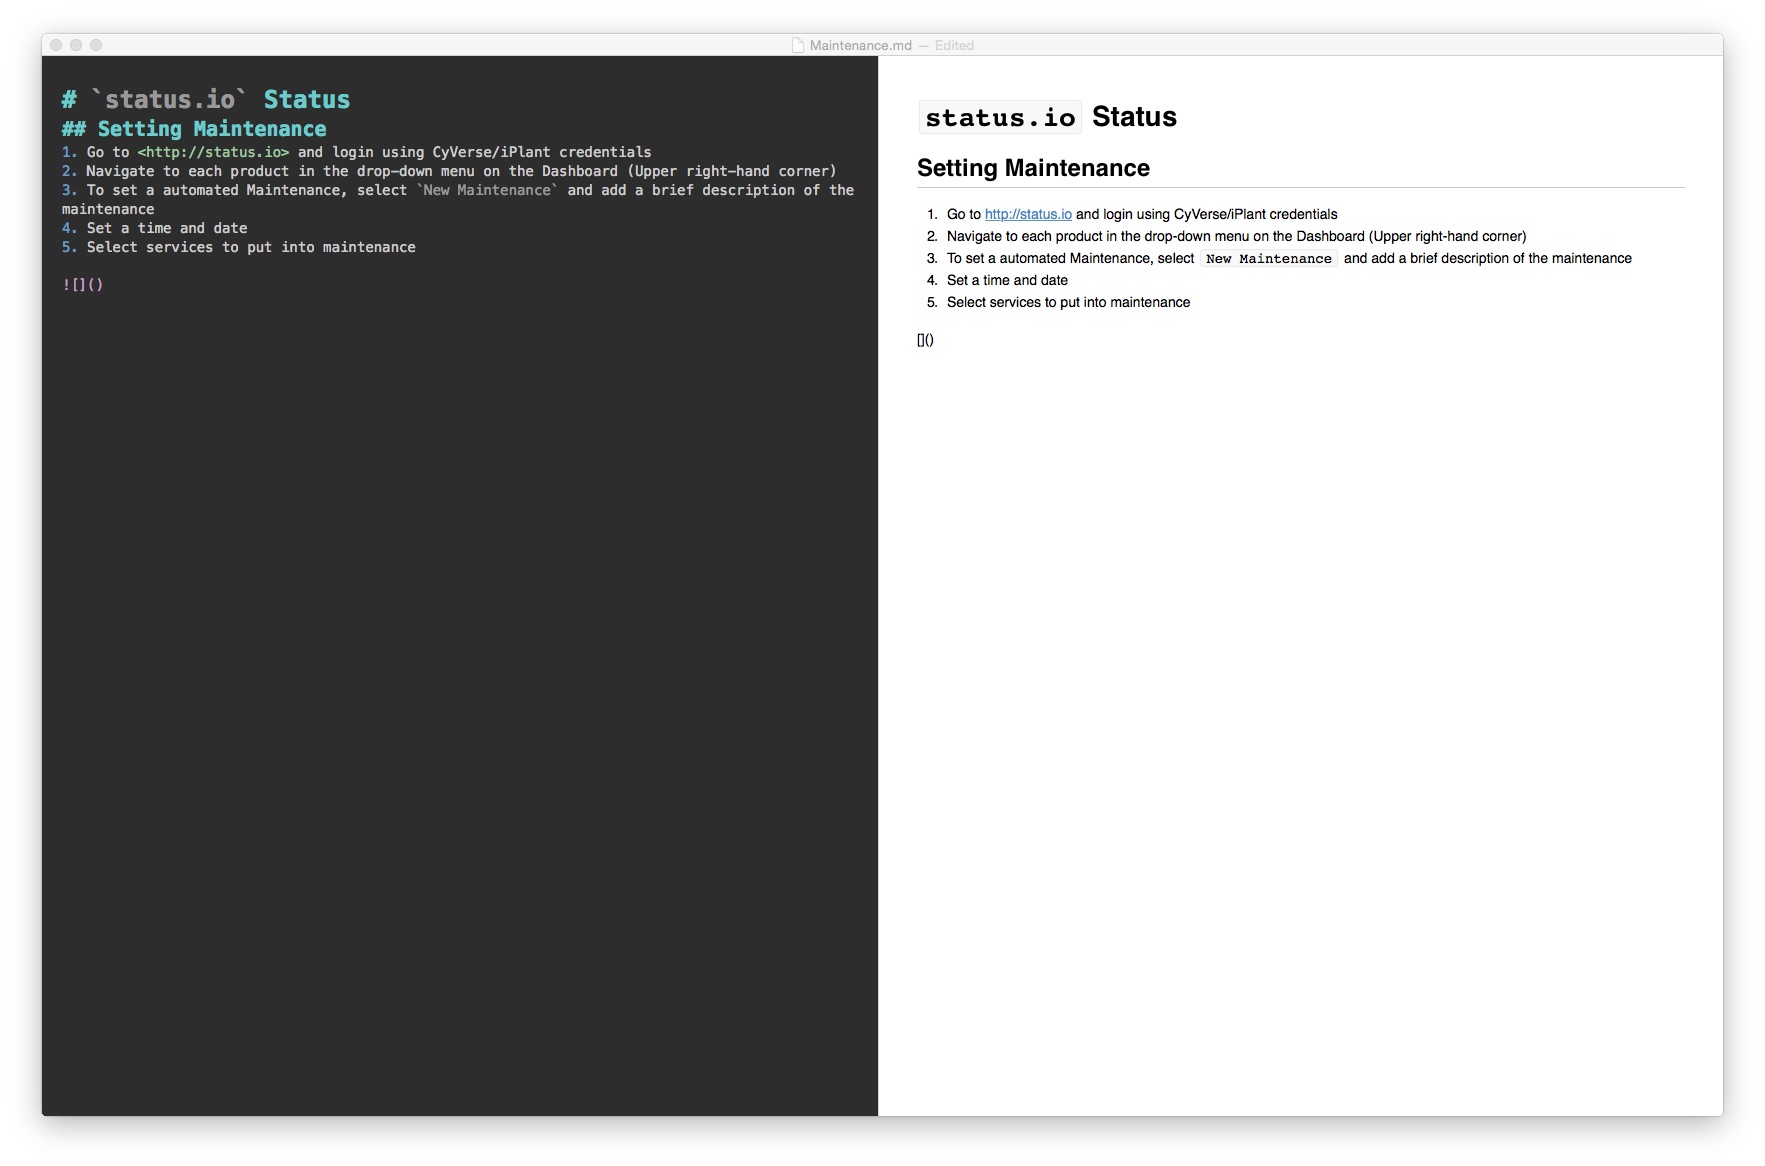 Maintenance.md — Edited
# `status.io` Status
## Setting Maintenance
1. Go to <http://status.io> and login using CyVerse/iPlant credentials
2. Navigate to each product in the drop-down menu on the Dashboard (Upper right-hand corner)
3. To set a automated Maintenance, select `New Maintenance` and add a brief description of the
maintenance
4. Set a time and date
5. Select services to put into maintenance
![]()
status.io Status
Setting Maintenance
1. Go to http://status.io and login using CyVerse/iPlant credentials
2. Navigate to each product in the drop-down menu on the Dashboard (Upper right-hand corner)
3. To set a automated Maintenance, select New Maintenance and add a brief description of the maintenance
4. Set a time and date
5. Select services to put into maintenance
[]()